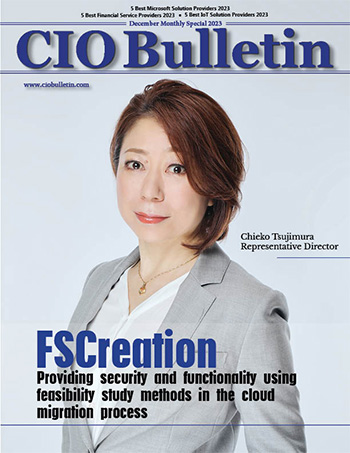 5 Best Microsoft Solution Providers 2023
5 Best Financial Service Providers 2023 • 5 Best IoT Solution Providers 2023
December Monthly Special 2023
CIO Bulletin
www.ciobulletin.com
Chieko Tsujimura
Representative Director
FSCreation
Providing security and functionality using
feasibility study methods in the cloud
migration process